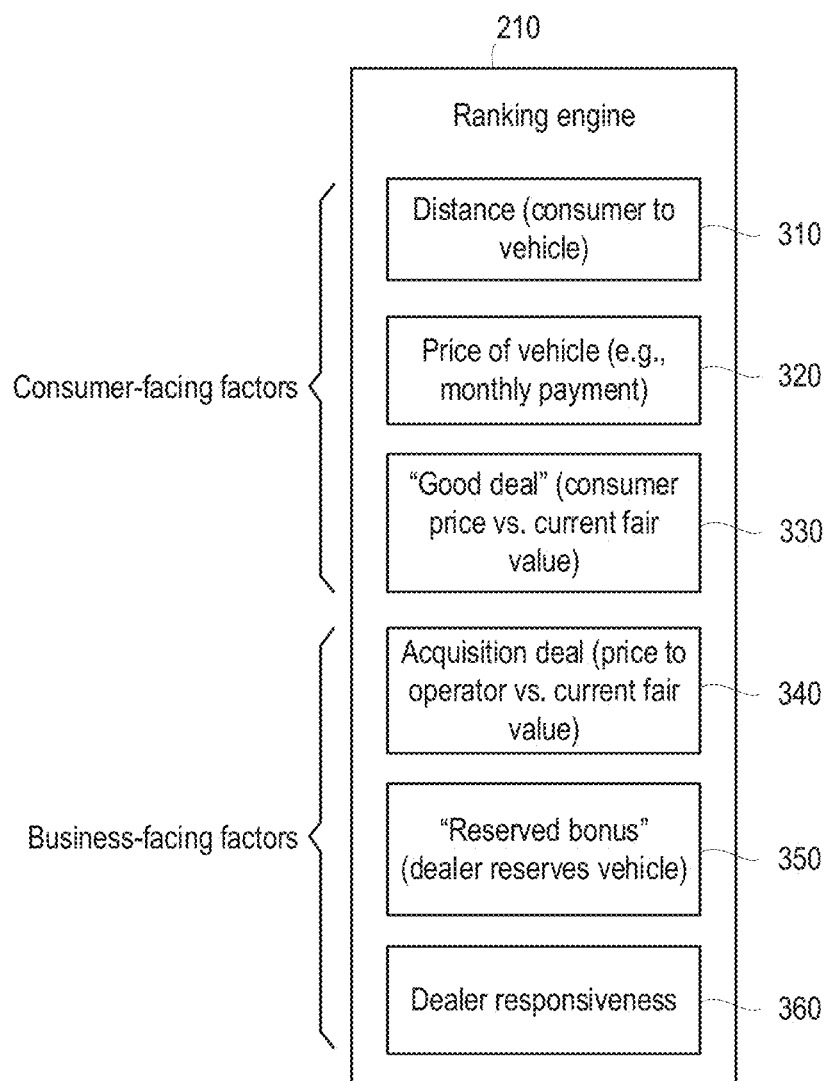 210
Ranking engine
Distance (consumer to
vehicle)
310
Price of vehicle (e.g.,
monthly payment)
320
Consumer-facing factors
“Good deal” (consumer
price vs. current fair
value)
330
Acquisition deal (price to
operator vs. current fair
value)
340
Business-facing factors
“Reserved bonus”
(dealer reserves vehicle)
350
Dealer responsiveness
360